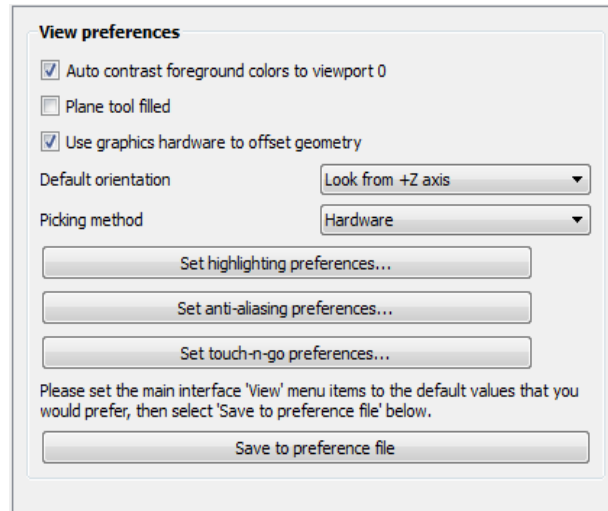 View preferences
Auto contrast foreground colors to viewport 0
Plane tool filled
Use graphics hardware to offset geometry
Default orientation Look from +Z axis
Picking method Hardware
Set highlighting preferences...
Set anti-aliasing preferences...
Set touch-n-go preferences...
Please set the main interface 'View' menu items to the default values that you
would prefer, then select 'Save to preference file' below.
Save to preference file